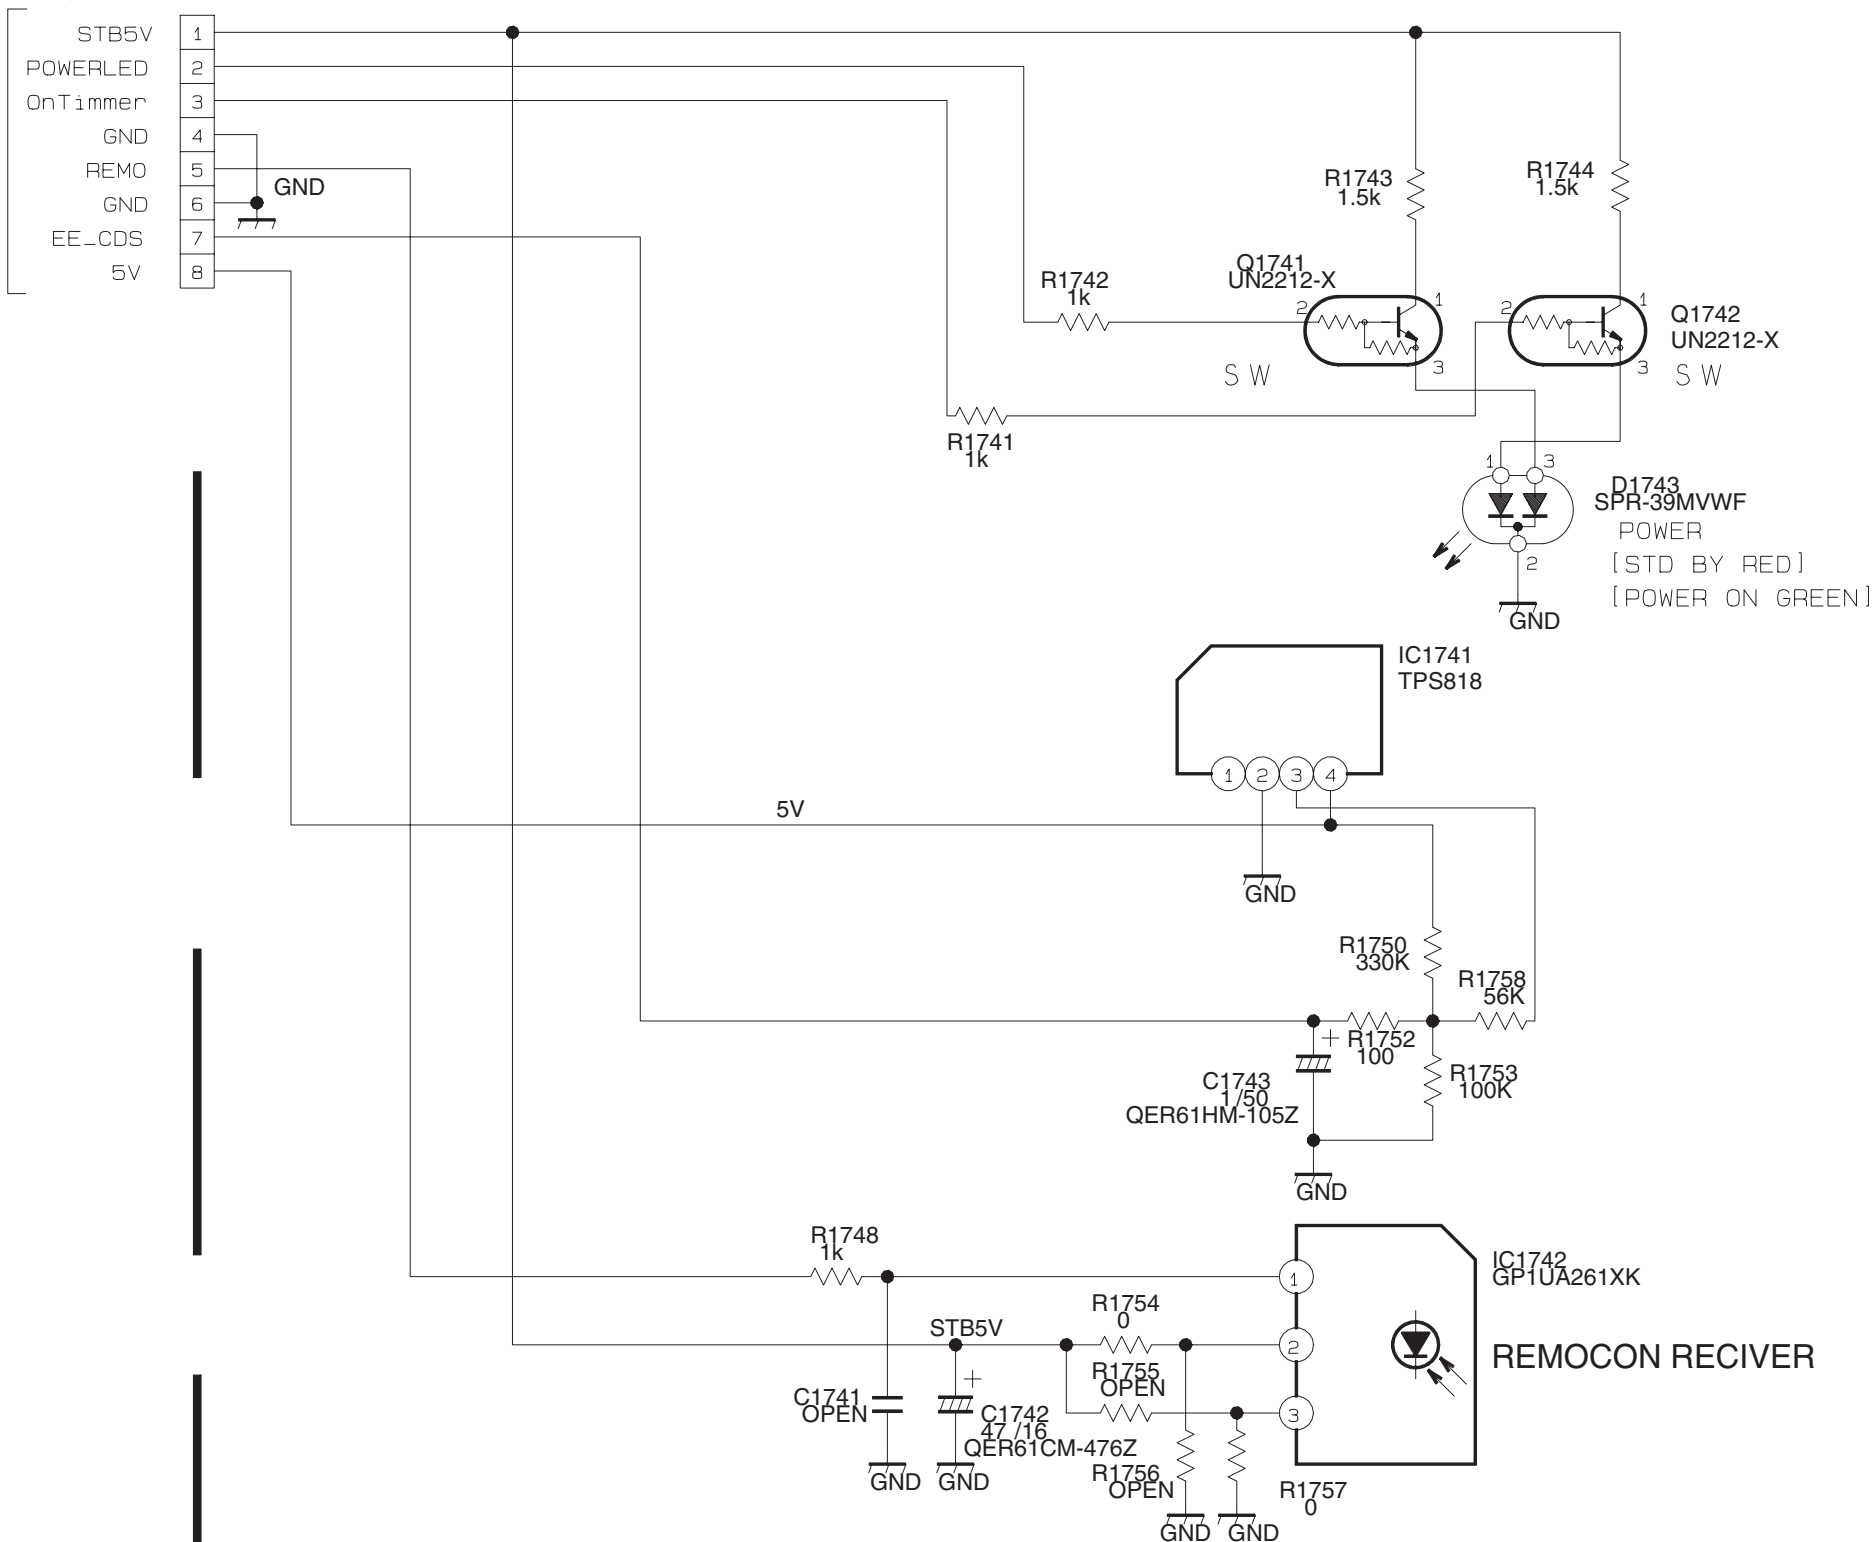 STB5V 1
POWERLED 2
OnTimmer 3
GND 4
REMO 5
GND 6
EE_CDS 7
5V 8
GND
R1743
1.5k
R1744
1.5k
R1742
1k
Q1741
UN2212-X
2
1
3
SW
2
1
3
Q1742
UN2212-X
SW
R1741
1k
1
3
2
D1743
SPR-39MVWF
POWER
[STD BY RED]
[POWER ON GREEN]
GND
IC1741
TPS818
1 2 3 4
5V
GND
R1750
330K
R1758
56K
+
R1752
100
C1743
1/50
QER61HM-105Z
R1753
100K
GND
R1748
1k
1
IC1742
GP1UA261XK
R1754
0
STB5V
2
REMOCON RECIVER
R1755
OPEN
+
C1741
OPEN
C1742
47 /16
QER61CM-476Z
3
R1756
OPEN
R1757
0
GND
GND
GND
GND